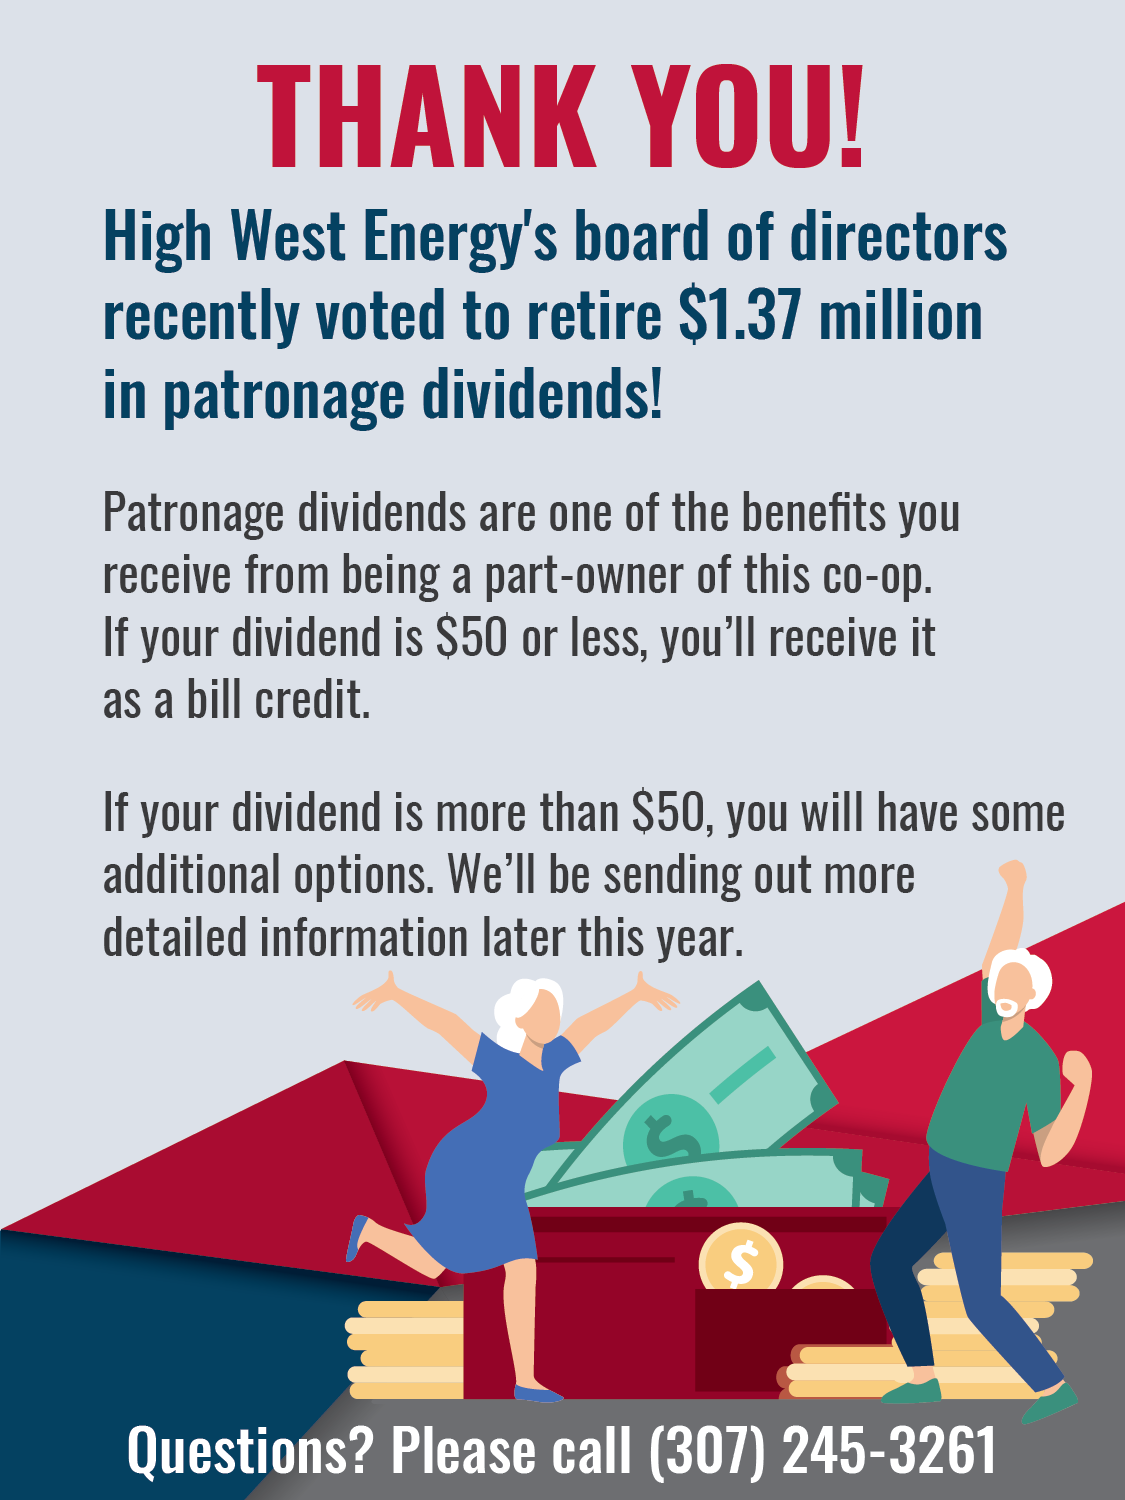 THANK YOU!
High West Energy's board of directors
recently voted to retire $1.37 million
in patronage dividends!
Patronage dividends are one of the benefits you
receive from being a part-owner of this co-op.
If your dividend is $50 or less, you’ll receive it
as a bill credit.
If your dividend is more than $50, you will have some
additional options. We’ll be sending out more
detailed information later this year.
$
$
$
Questions? Please call (307) 245-3261